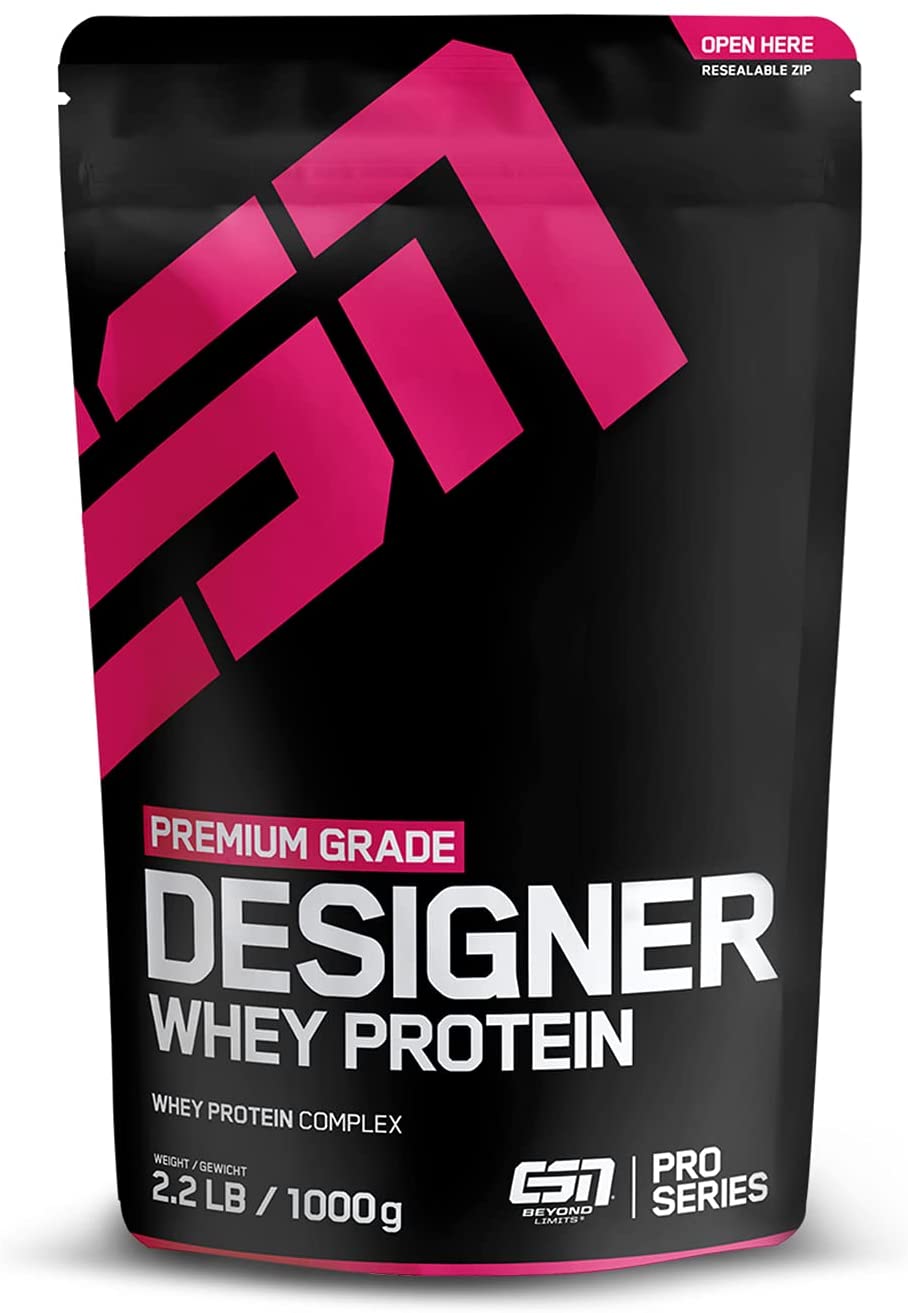 OPEN HERE
RESEALABLE ZIP
ESN
PREMIUM GRADE
DESIGNER
WHEY PROTEIN
WHEY PROTEIN COMPLEX
WEIGHT / GEWICHT
2.2 LB / 1000g
ESN®
BEYOND
LIMITS®
PRO
SERIES